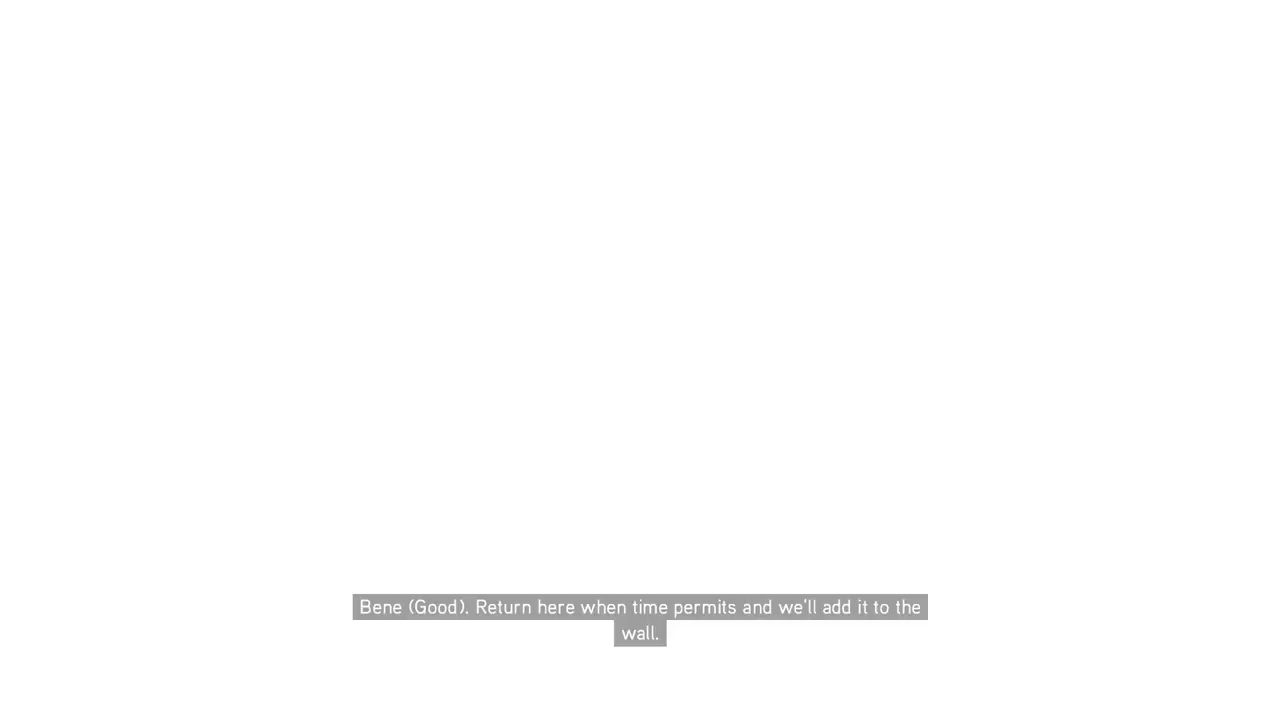 Bene (Good). Return here when time permits and we'll add it to the
wall.